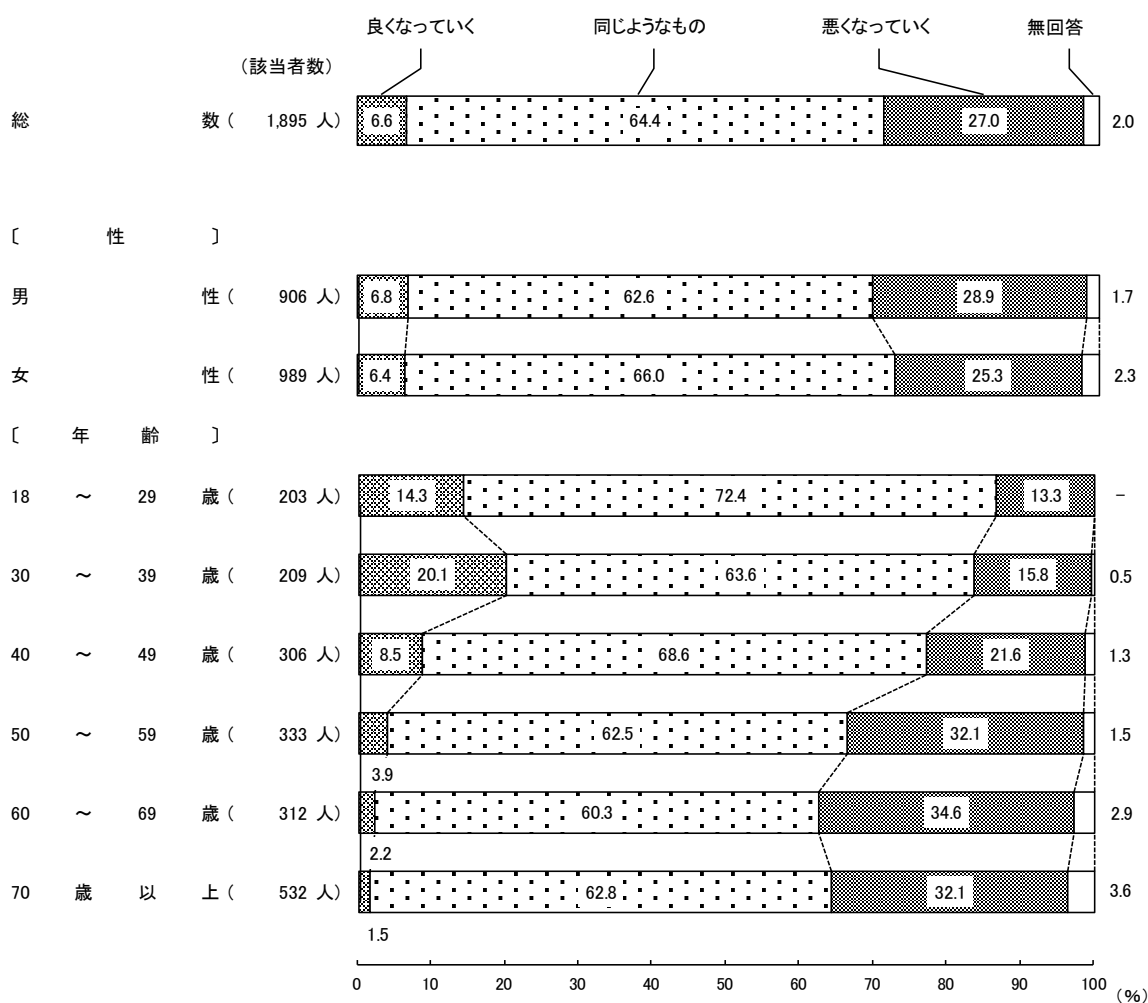 良くなっていく 同じようなもの 悪くなっていく 無回答
(該当者数)
総 数 ( 1,895 人) 6.6 64.4 27.0 2.0
〔 性 〕
男 性 ( 906 人) 6.8 62.6 28.9 1.7
女 性 ( 989 人) 6.4 66.0 25.3 2.3
〔 年 齢 〕
18 ~ 29 歳 ( 203 人) 14.3 72.4 13.3 -
30 ~ 39 歳 ( 209 人) 20.1 63.6 15.8 0.5
40 ~ 49 歳 ( 306 人) 8.5 68.6 21.6 1.3
50 ~ 59 歳 ( 333 人) 62.5 32.1 1.5
3.9
60 ~ 69 歳 ( 312 人) 60.3 34.6 2.9
2.2
70 歳 以 上 ( 532 人) 62.8 32.1 3.6
1.5
0 10 20 30 40 50 60 70 80 90 100
(%)